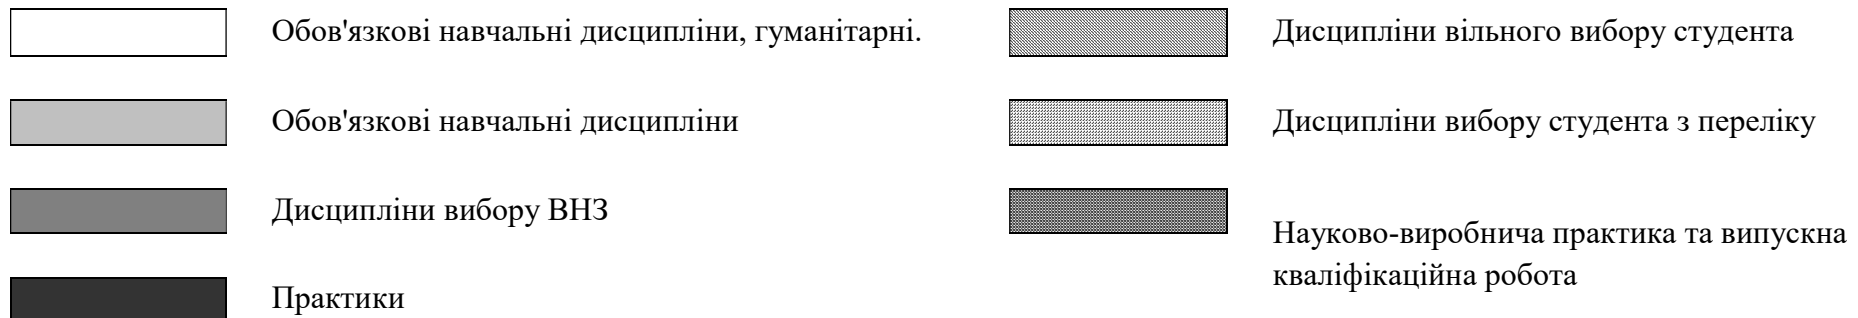 Обов'язкові навчальні дисципліни, гуманітарні.
Обов'язкові навчальні дисципліни
Дисципліни вибору ВНЗ
Практики
Дисципліни вільного вибору студента
Дисципліни вибору студента з переліку
Науково-виробнича практика та випускна
кваліфікаційна робота